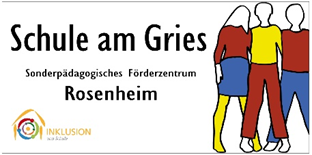 Schule am Gries
Sonderpädagogisches Förderzentrum
Rosenheim
INKLUSION